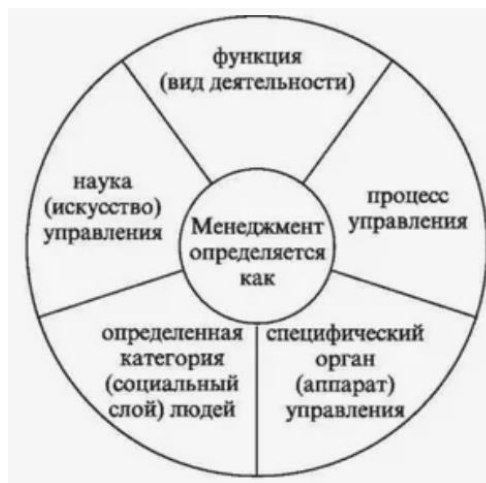 функция
(вид деятельности)
процесс
управления
специфический
орган
(аппарат)
управления
определенная
категория
(социальный
слой) людей
наука
(искусство)
управления
Менеджмент
определяется
как